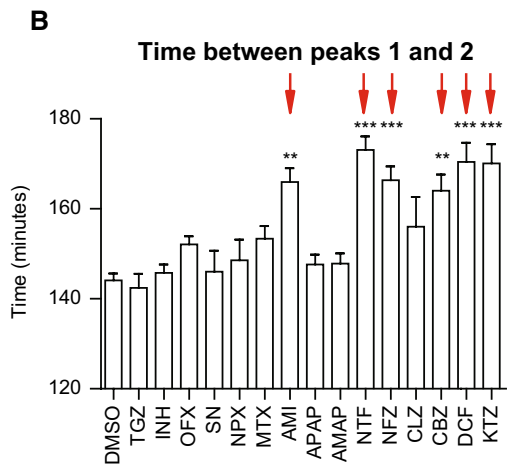 B
Time between peaks 1 and 2
Time (minutes)
180
160
140
120
** *** *** ** *** ***
DMSO TGZ INH OFX SN NPX MTX AMI APAP AMAP NTF NFZ CLZ CBZ DCF KTZ